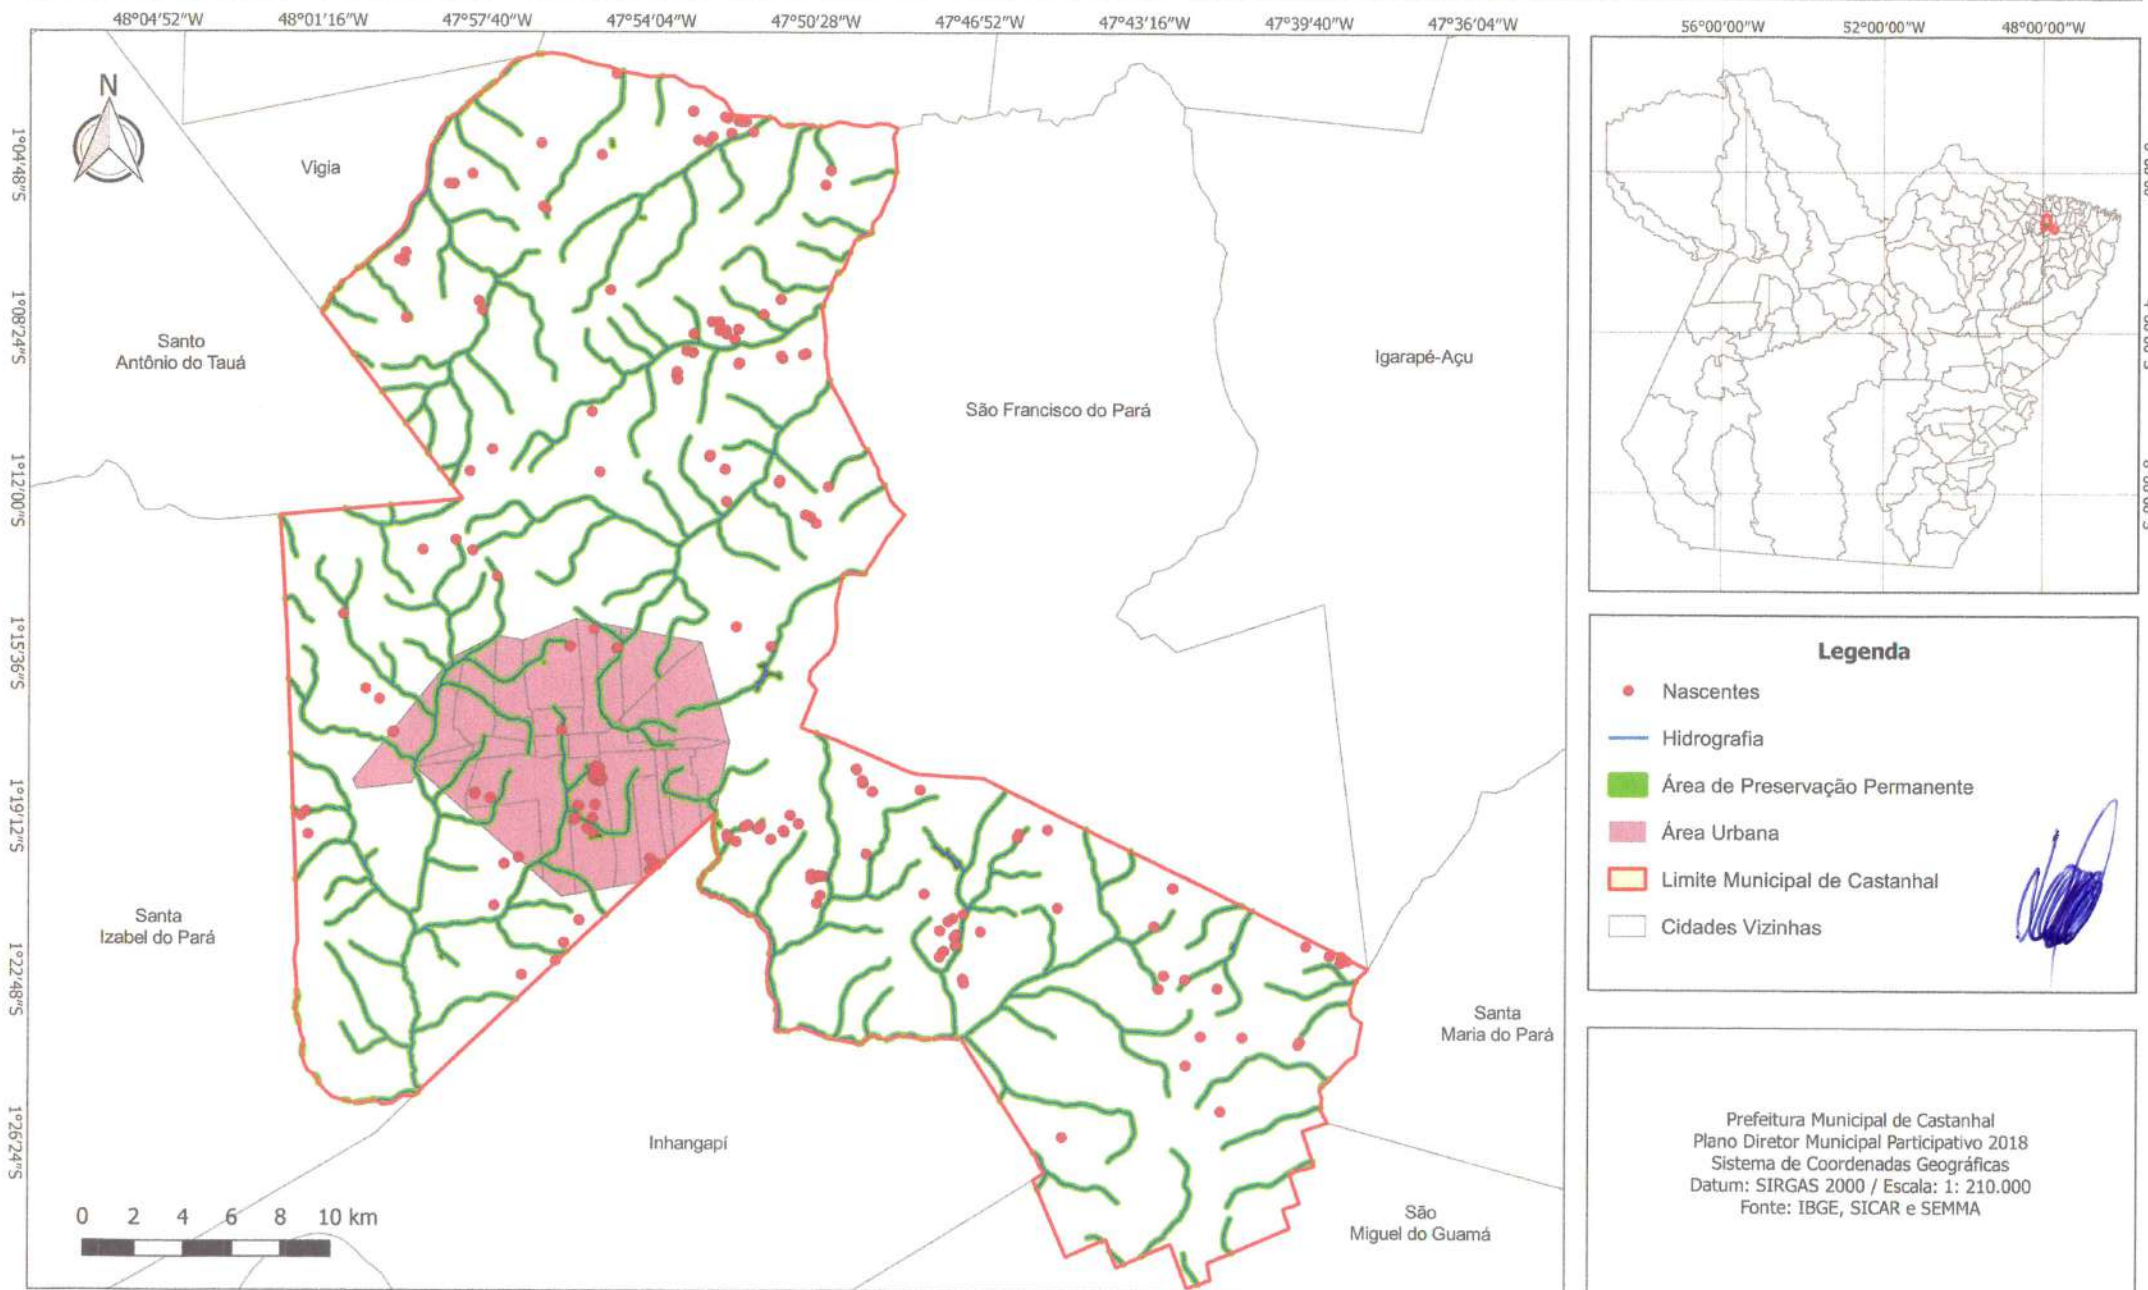 48°04'52"W
48°01'16"W
47°57'40"W
47°54'04"W
47°50'28"W
47°46'52"W
47°43'16"W
47°39'40"W
47°36'04"W
56°00'00"W
52°00'00"W
48°00'00"W
N
1°04'48"S
1°08'24"S
1°12'00"S
1°15'36"S
1°19'12"S
1°22'48"S
1°26'24"S
Vigia
Santo
Antônio do Tauá
São Francisco do Pará
Igarapé-Açu
Santa
Izabel do Pará
Inhangapí
Santa
Maria do Pará
São
Miguel do Guamá
0 2 4 6 8 10 km
Legenda
Nascentes
Hidrografia
Área de Preservação Permanente
Área Urbana
Limite Municipal de Castanhal
Cidades Vizinhas
Prefeitura Municipal de Castanhal
Plano Diretor Municipal Participativo 2018
Sistema de Coordenadas Geográficas
Datum: SIRGAS 2000 / Escala: 1: 210.000
Fonte: IBGE, SICAR e SEMMA